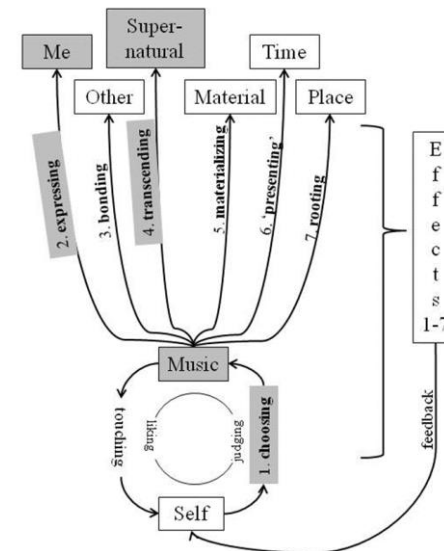 Me
Super-
natural
Time
Other
Material
Place
2. expressing
3. bonding
4. transcending
5. materializing
6. 'presenting'
7. rooting
E
f
f
e
c
t
s
1-7
Music
touching
liking
judging
1. choosing
Self
feedback